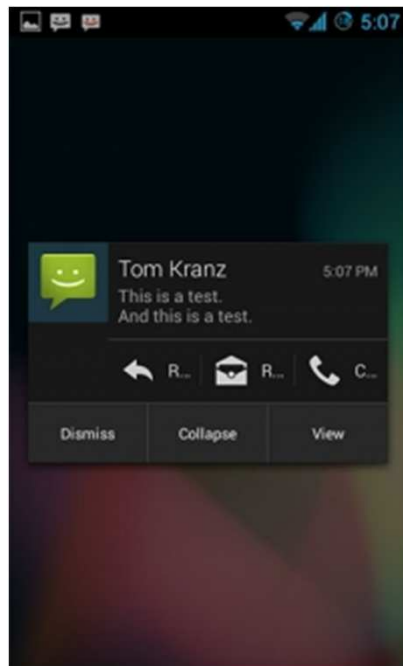 5:07
Tom Kranz 5:07 PM
This is a test.
And this is a test.
R... R... C...
Dismiss Collapse View